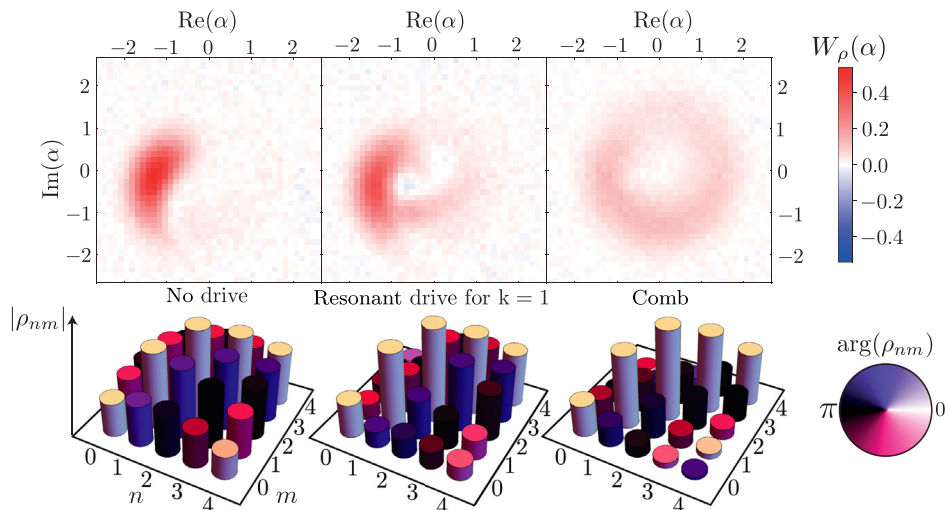 Re(α) Re(α) Re(α)
−2 −1 0 1 2 −2 −1 0 1 2 −2 −1 0 1 2
W_ρ(α)
Im(α)
2 1 0 −1 −2
2 1 0 −1 −2
0.4 0.2 0.0 −0.2 −0.4
No drive Resonant drive for k = 1 Comb
|ρ_nm|
0 1 2 3 4 n
0 1 2 3 4 m
0 1 2 3 4
0 1 2 3 4
0 1 2 3 4
0 1 2 3 4
arg(ρ_nm)
π 0